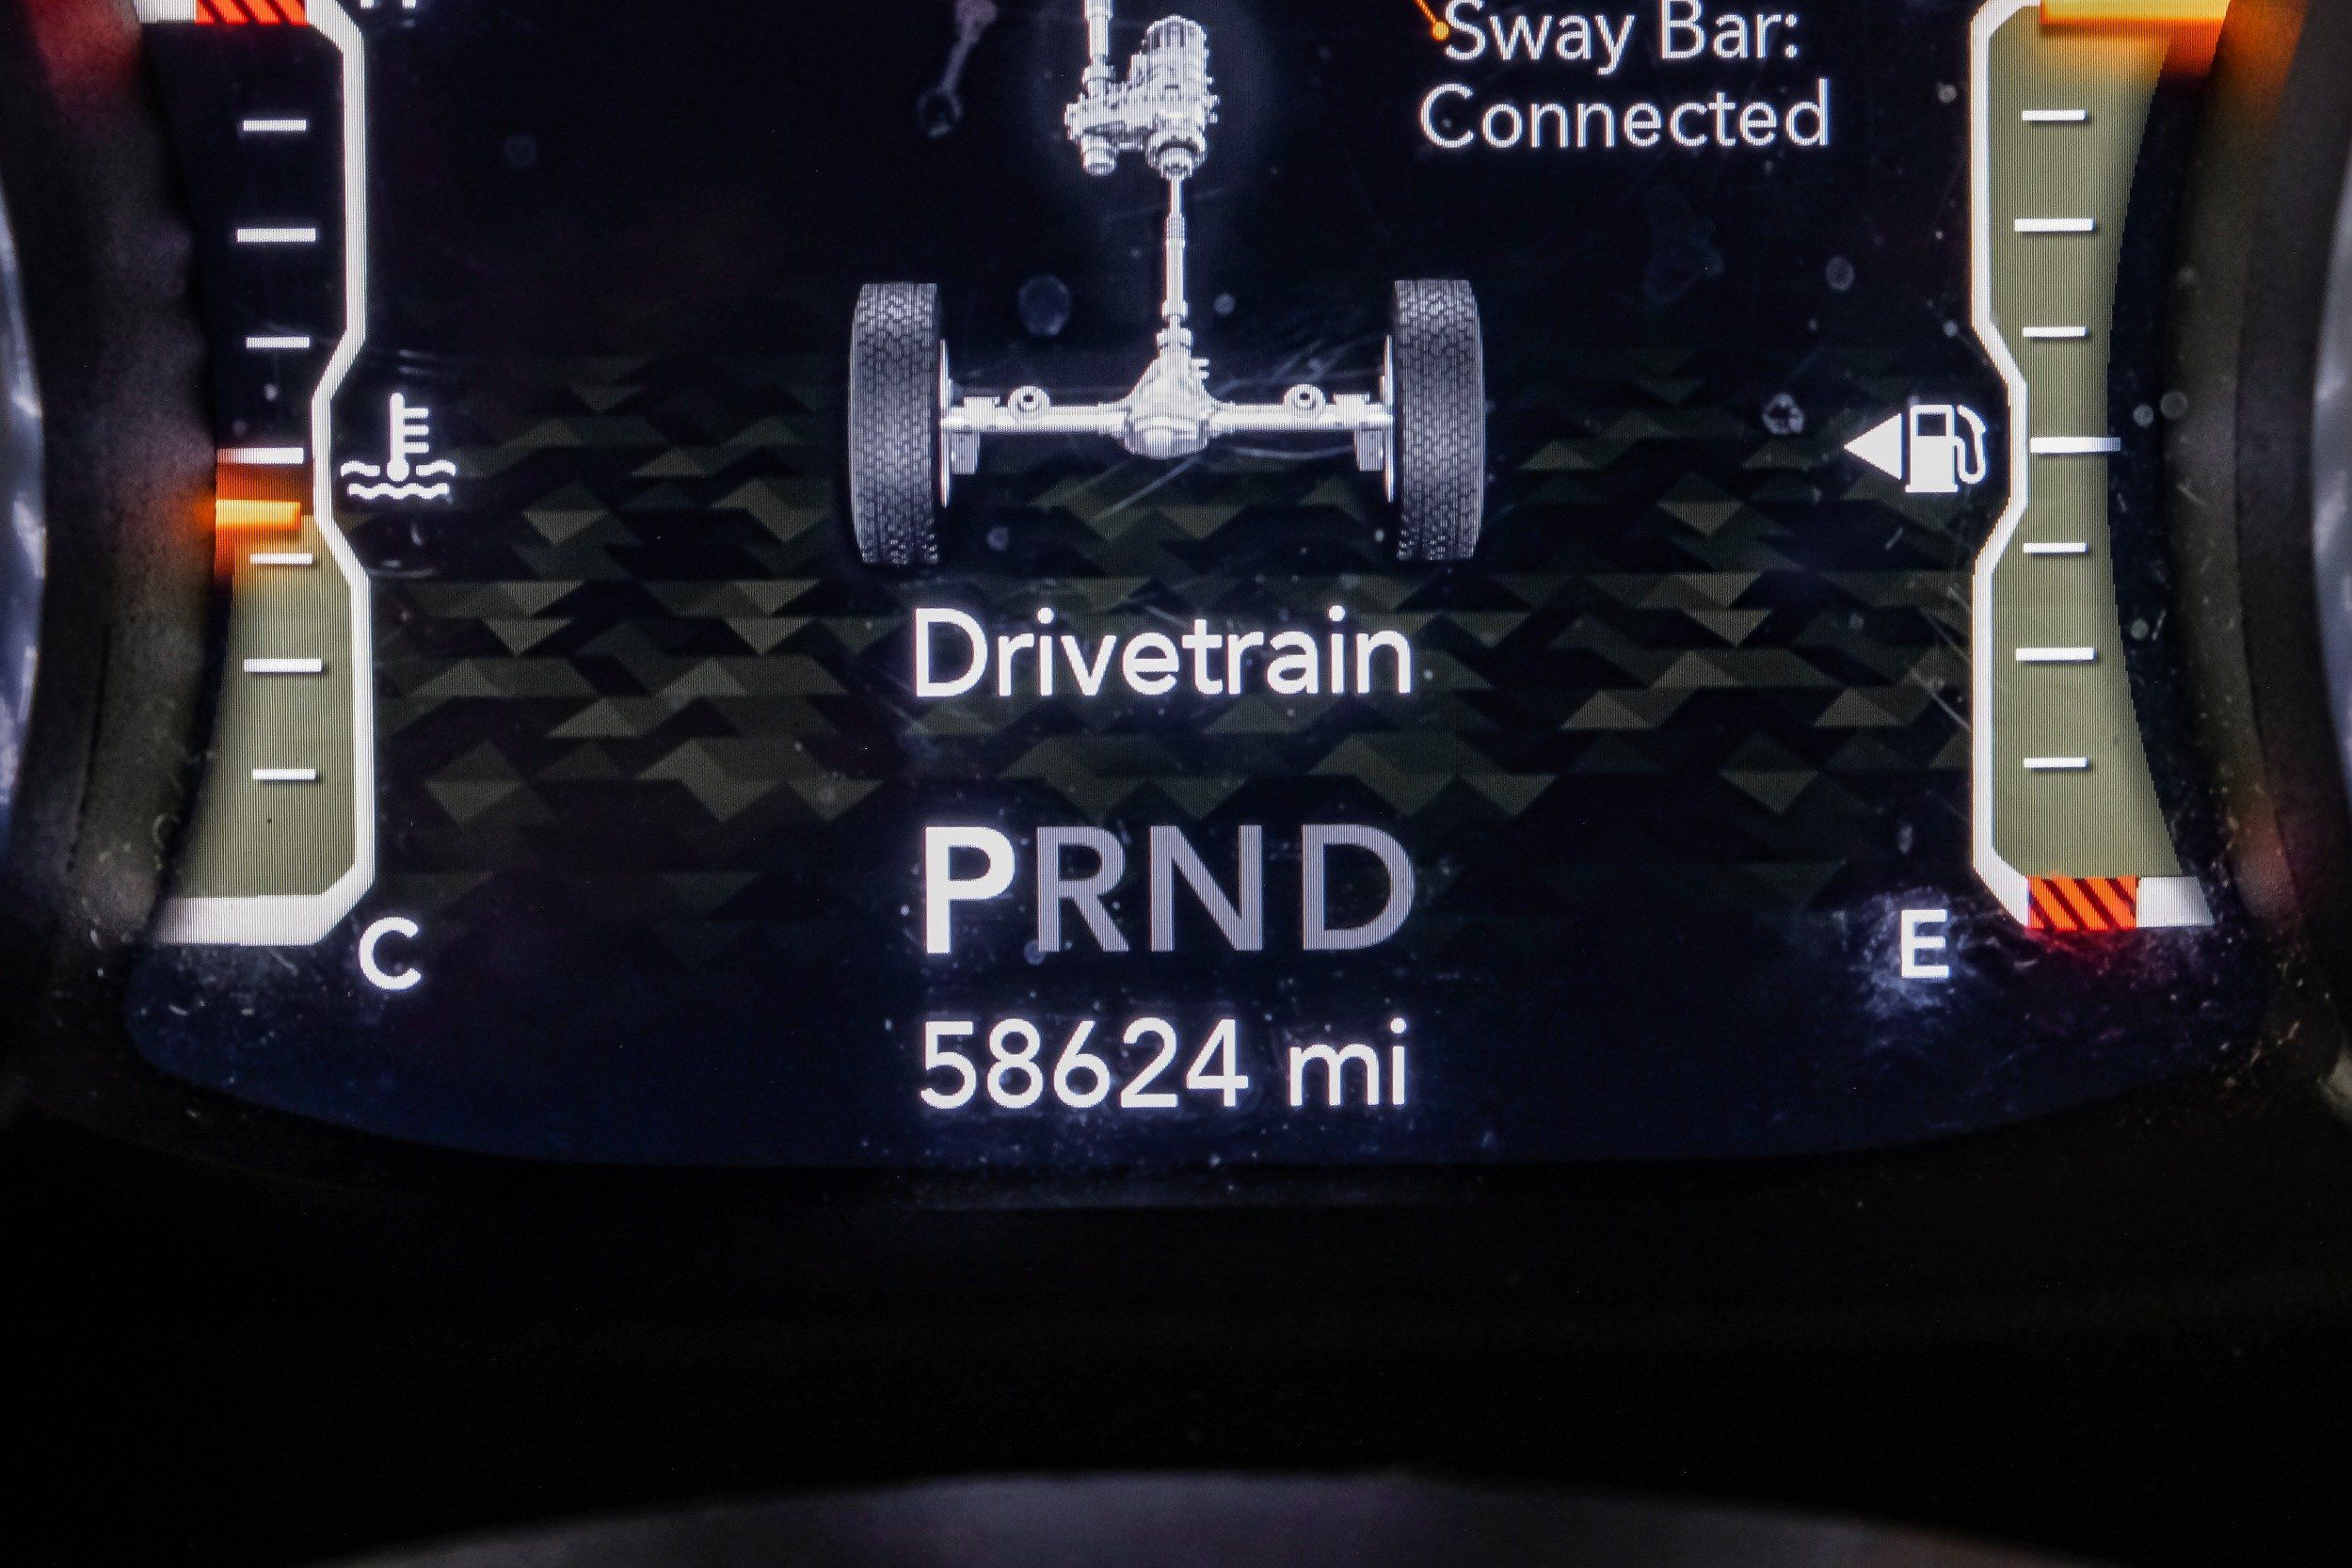 Sway Bar:
Connected
Drivetrain
PRND
C
E
58624 mi